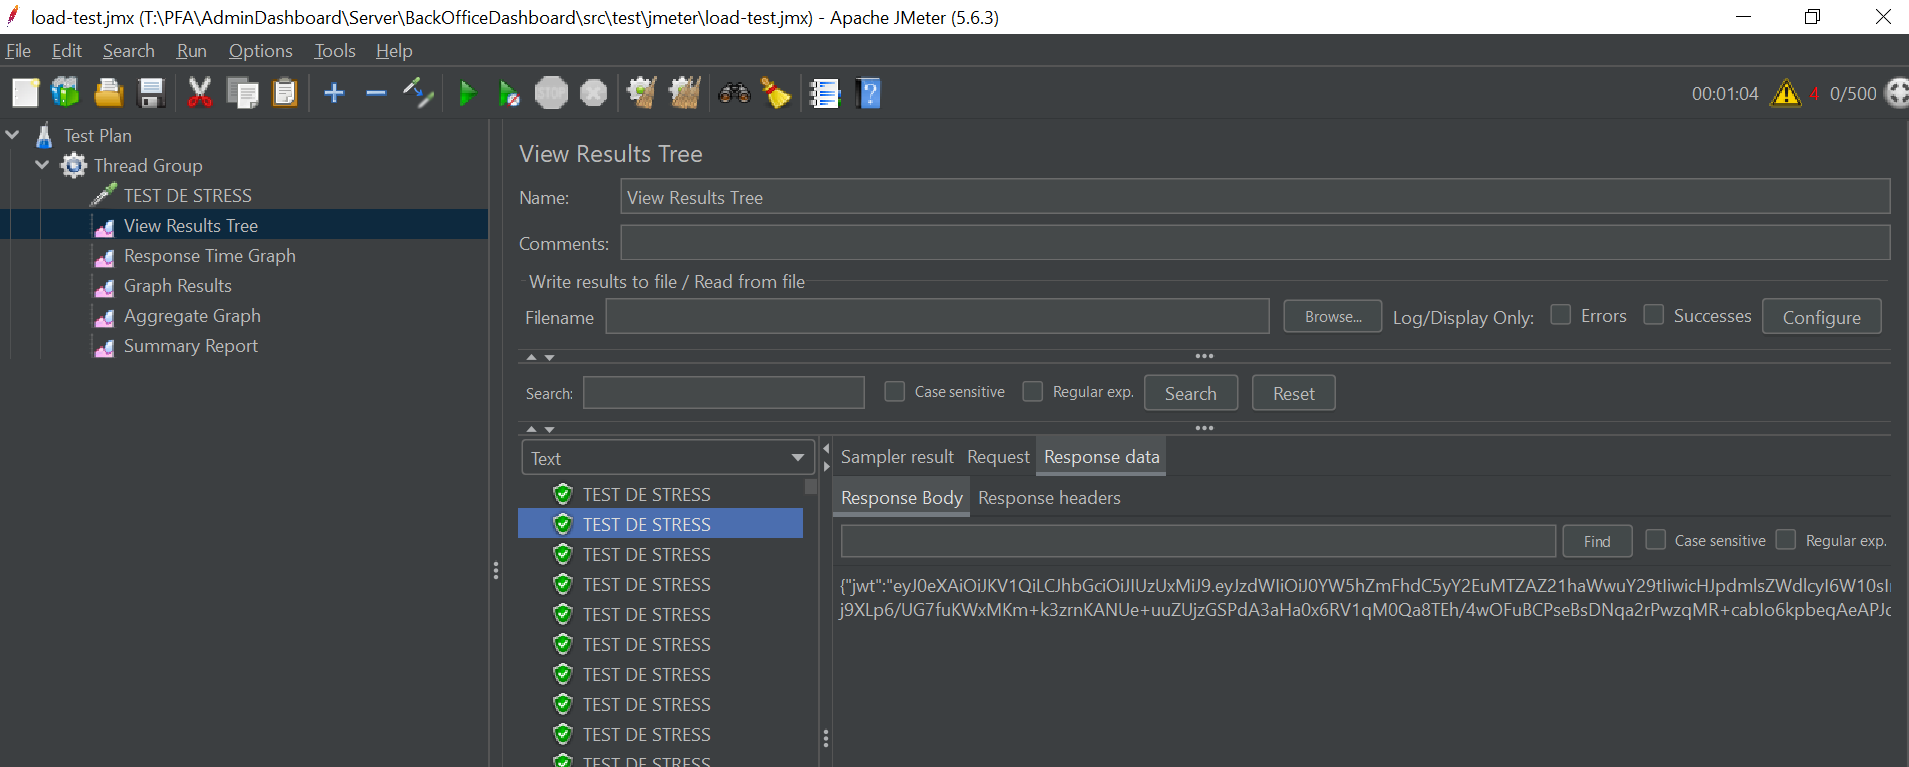 load-test.jmx (T:\PFA\AdminDashboard\Server\BackOfficeDashboard\src\test\jmeter\load-test.jmx) - Apache JMeter (5.6.3)
File Edit Search Run Options Tools Help
STOP
00:01:04 4 0/500
Test Plan
Thread Group
TEST DE STRESS
View Results Tree
Response Time Graph
Graph Results
Aggregate Graph
Summary Report
View Results Tree
Name: View Results Tree
Comments:
Write results to file / Read from file
Filename Browse... Log/Display Only: Errors Successes Configure
Search: Case sensitive Regular exp. Search Reset
Text
TEST DE STRESS
TEST DE STRESS
TEST DE STRESS
TEST DE STRESS
TEST DE STRESS
TEST DE STRESS
TEST DE STRESS
TEST DE STRESS
TEST DE STRESS
TEST DE STRESS
Sampler result Request Response data
Response Body Response headers
Find Case sensitive Regular exp.
{"jwt":"eyJ0eXAiOiJKV1QiLCJhbGciOiJIUzUxMiJ9.eyJzdWIiOiJ0YW5hZmFhdC5yY2EuMTZAZ21haWwuY29tIiwicHJpdmlsZWdlcyI6W10sI
j9XLp6/UG7fuKWxMKm+k3zrnKANUe+uuZUjzGSPdA3aHa0x6RV1qM0Qa8TEh/4wOFuBCPseBsDNqa2rPwzqMR+cablo6kpbeqAeAPJc